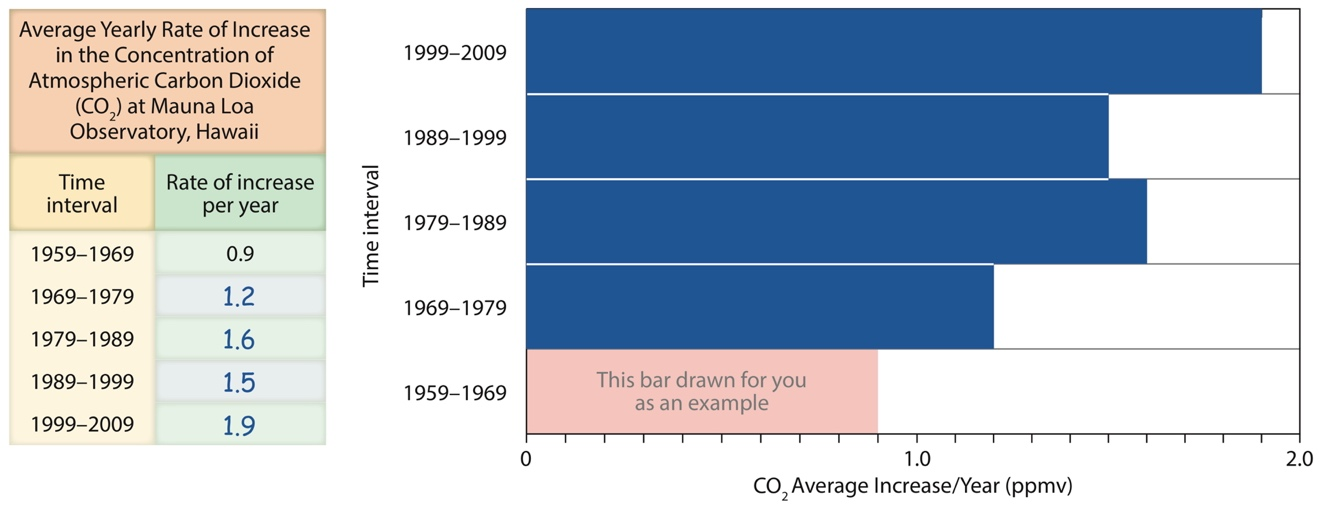 Average Yearly Rate of Increase
in the Concentration of
Atmospheric Carbon Dioxide
(CO₂) at Mauna Loa
Observatory, Hawaii
Time
interval
Rate of increase
per year
1959–1969 0.9
1969–1979 1.2
1979–1989 1.6
1989–1999 1.5
1999–2009 1.9
Time interval
1999–2009
1989–1999
1979–1989
1969–1979
1959–1969
This bar drawn for you
as an example
0 1.0 2.0
CO₂ Average Increase/Year (ppmv)